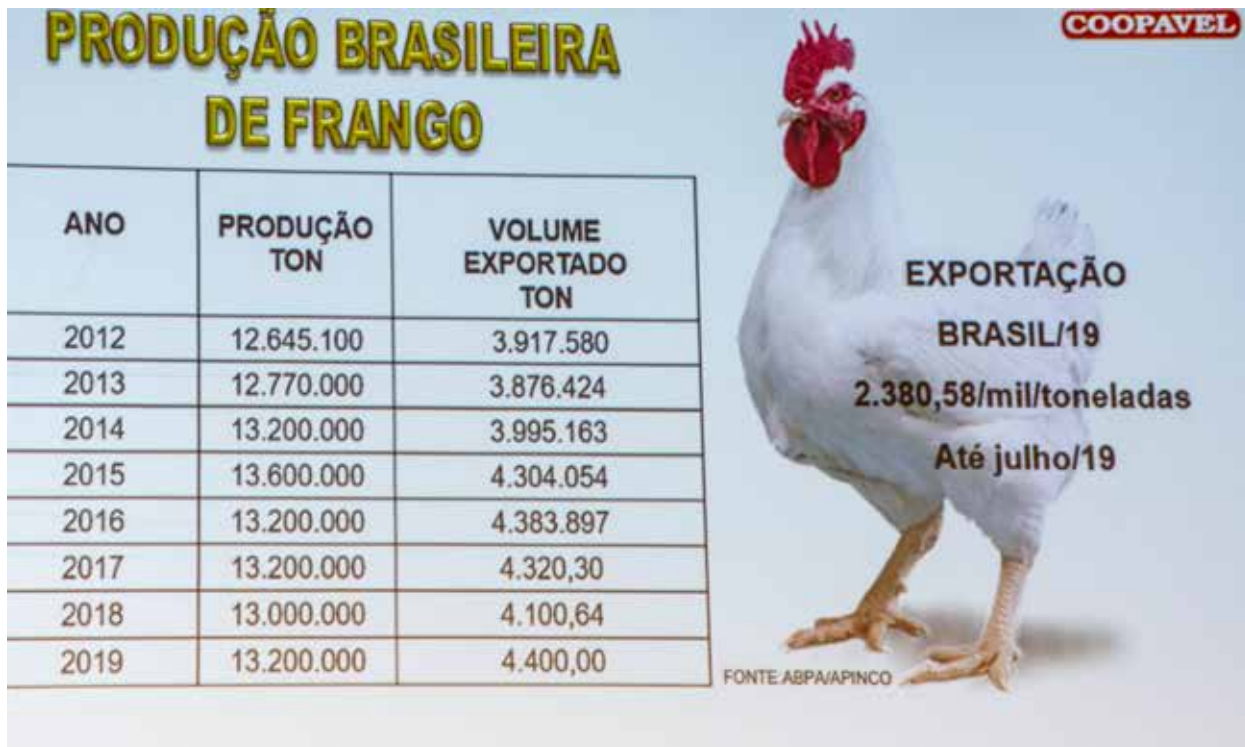 COOPAVEL
PRODUÇÃO BRASILEIRA
DE FRANGO
ANO PRODUÇÃO TON VOLUME EXPORTADO TON
2012 12.645.100 3.917.580
2013 12.770.000 3.876.424
2014 13.200.000 3.995.163
2015 13.600.000 4.304.054
2016 13.200.000 4.383.897
2017 13.200.000 4.320,30
2018 13.000.000 4.100,64
2019 13.200.000 4.400,00
EXPORTAÇÃO
BRASIL/19
2.380,58/mil/toneladas
Até julho/19
FONTE:ABPA/APINCO